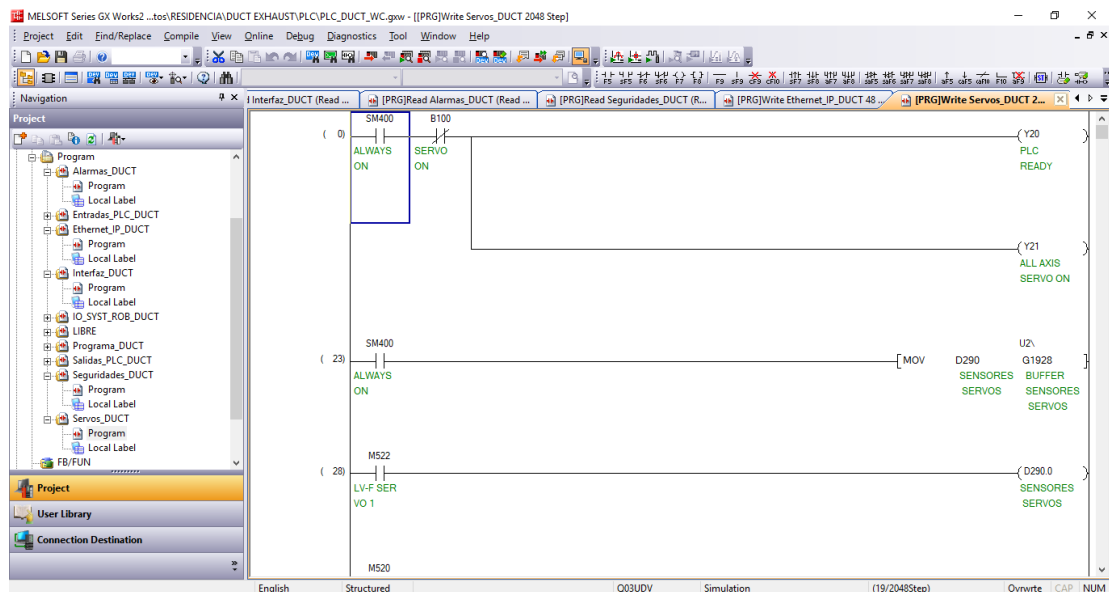 MELSOFT Series GX Works2 ...tos\RESIDENCIA\DUCT EXHAUST\PLC\PLC_DUCT_WC.gxw - [[PRG]Write Servos_DUCT 2048 Step]
Project Edit Find/Replace Compile View Online Debug Diagnostics Tool Window Help
Navigation
Interfaz_DUCT (Read ...
[PRG]Read Alarmas_DUCT (Read ...
[PRG]Read Seguridades_DUCT (R...
[PRG]Write Ethernet_IP_DUCT 48 ...
[PRG]Write Servos_DUCT 2...
Project
Program
Alarmas_DUCT
Program
Local Label
Entradas_PLC_DUCT
Ethernet_IP_DUCT
Program
Local Label
Interfaz_DUCT
Program
Local Label
IO_SYST_ROB_DUCT
LIBRE
Programa_DUCT
Salidas_PLC_DUCT
Seguridades_DUCT
Program
Local Label
Servos_DUCT
Program
Local Label
FB/FUN
Project
User Library
Connection Destination
SM400 B100
( 0) ( Y20 )
ALWAYS SERVO PLC
ON ON READY
( Y21 )
ALL AXIS
SERVO ON
SM400 U2\
( 23) [ MOV D290 G1928 ]
ALWAYS SENSORES BUFFER
ON SERVOS SENSORES
SERVOS
M522
( 28) ( D290.0 )
LV-F SER SENSORES
VO 1 SERVOS
M520
English Structured Q03UDV Simulation (19/2048Step) Ovrwrte CAP NUM